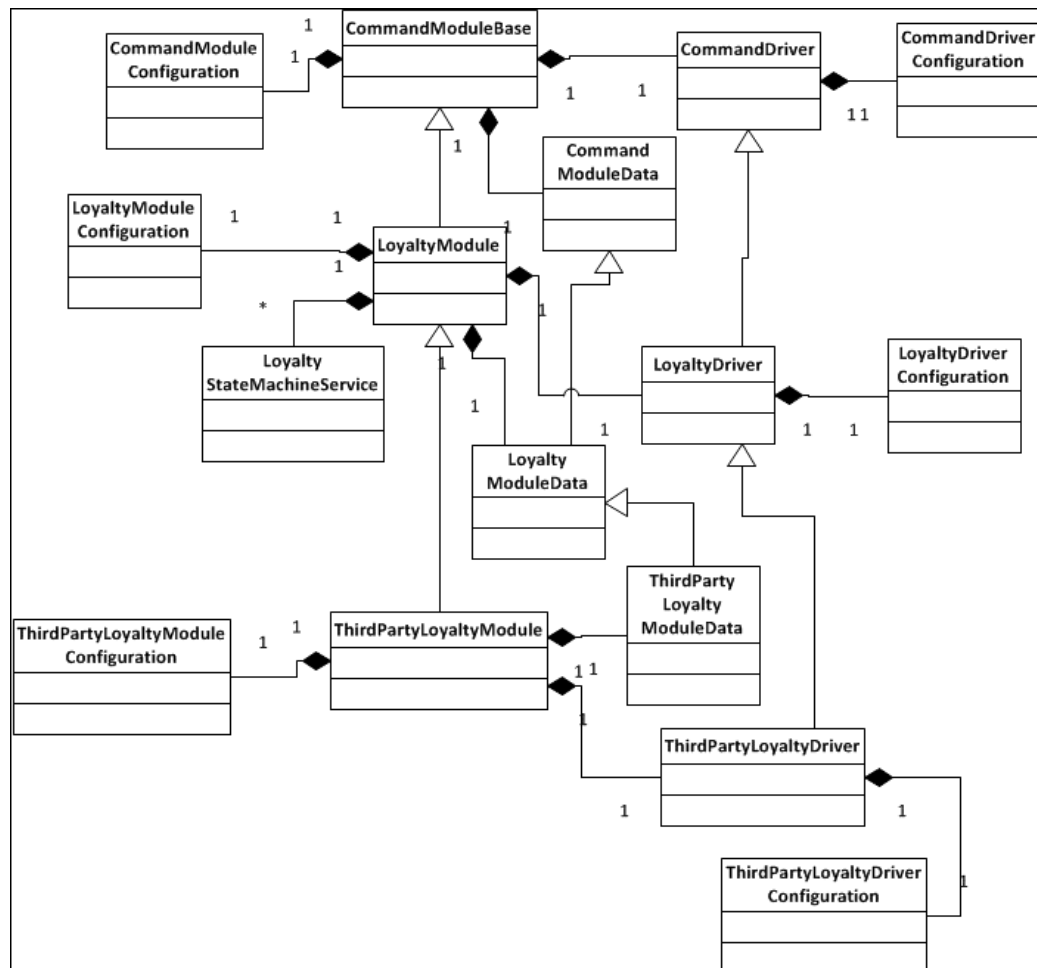 1
CommandModuleBase
CommandModule
Configuration
1
CommandDriver
CommandDriver
Configuration
1
1
1 1
1
Command
ModuleData
LoyaltyModule
Configuration
1
1
1
LoyaltyModule
1
*
1
Loyalty
StateMachineService
1
LoyaltyDriver
LoyaltyDriver
Configuration
1
1
1
1
Loyalty
ModuleData
ThirdParty
Loyalty
ModuleData
ThirdPartyLoyaltyModule
Configuration
1
1
ThirdPartyLoyaltyModule
1 1
1
ThirdPartyLoyaltyDriver
1
1
ThirdPartyLoyaltyDriver
Configuration
1